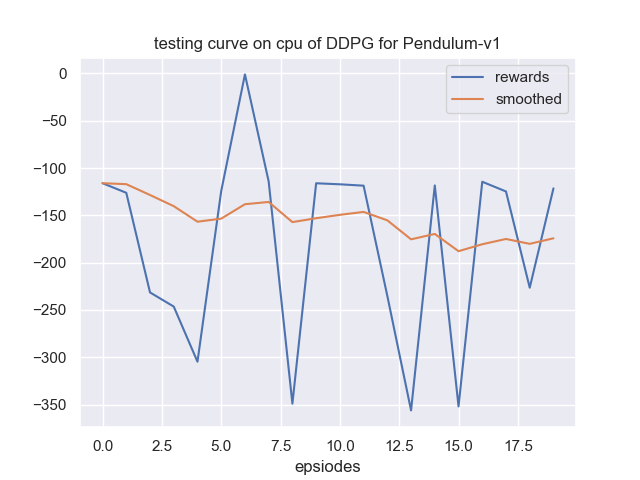 testing curve on cpu of DDPG for Pendulum-v1
rewards
smoothed
0
−50
−100
−150
−200
−250
−300
−350
0.0 2.5 5.0 7.5 10.0 12.5 15.0 17.5
epsiodes